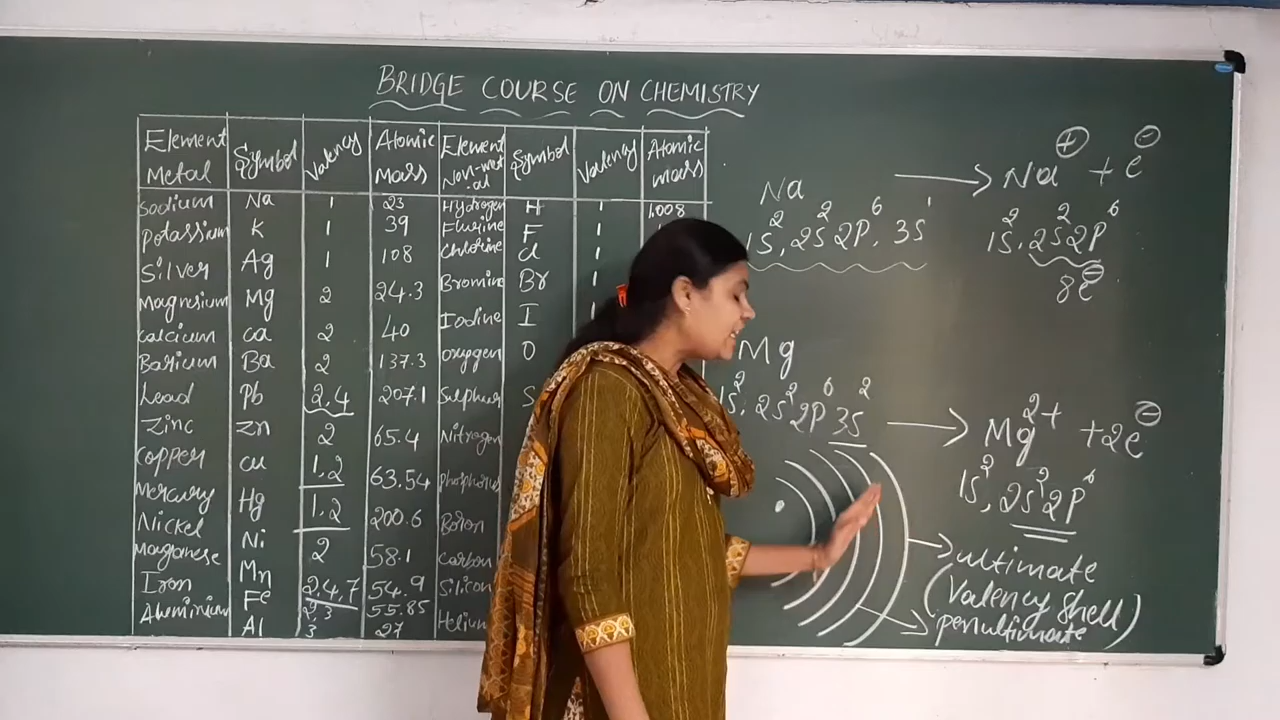 BRIDGE COURSE ON CHEMISTRY
Element Metal | Symbol | Valency | Atomic mass | Element Non-metal | Symbol | Valency | Atomic mass
Sodium | Na | 1 | 23 | Hydrogen | H | 1 | 1.008
Potassium | K | 1 | 39 | Flurine | F | 1
Silver | Ag | 1 | 108 | Chlorine | Cl | 1
Magnesium | Mg | 2 | 24.3 | Bromine | Br | 1
Calcium | Ca | 2 | 40 | Iodine | I | 1
Barium | Ba | 2 | 137.3 | Oxygen | O
Lead | Pb | 2,4 | 207.1 | Sulphur | S
Zinc | Zn | 2 | 65.4 | Nitrogen
Copper | Cu | 1,2 | 63.54 | Phosphorus
Mercury | Hg | 1,2 | 200.6 | Boron
Nickel | Ni | 2 | 58.1 | Carbon
Manganese | Mn | 2,4,7 | 54.9 | Silicon
Iron | Fe | 2,3 | 55.85 | Helium
Aluminium | Al | 3 | 27
Na → Na⊕ + e⊖
1S², 2S² 2P⁶, 3S¹
1S², 2S² 2P⁶
8e⊖
Mg
1S², 2S² 2P⁶ 3S² → Mg²⁺ + 2e⊖
1S², 2S² 2P⁶
ultimate
(Valency Shell)
penultimate